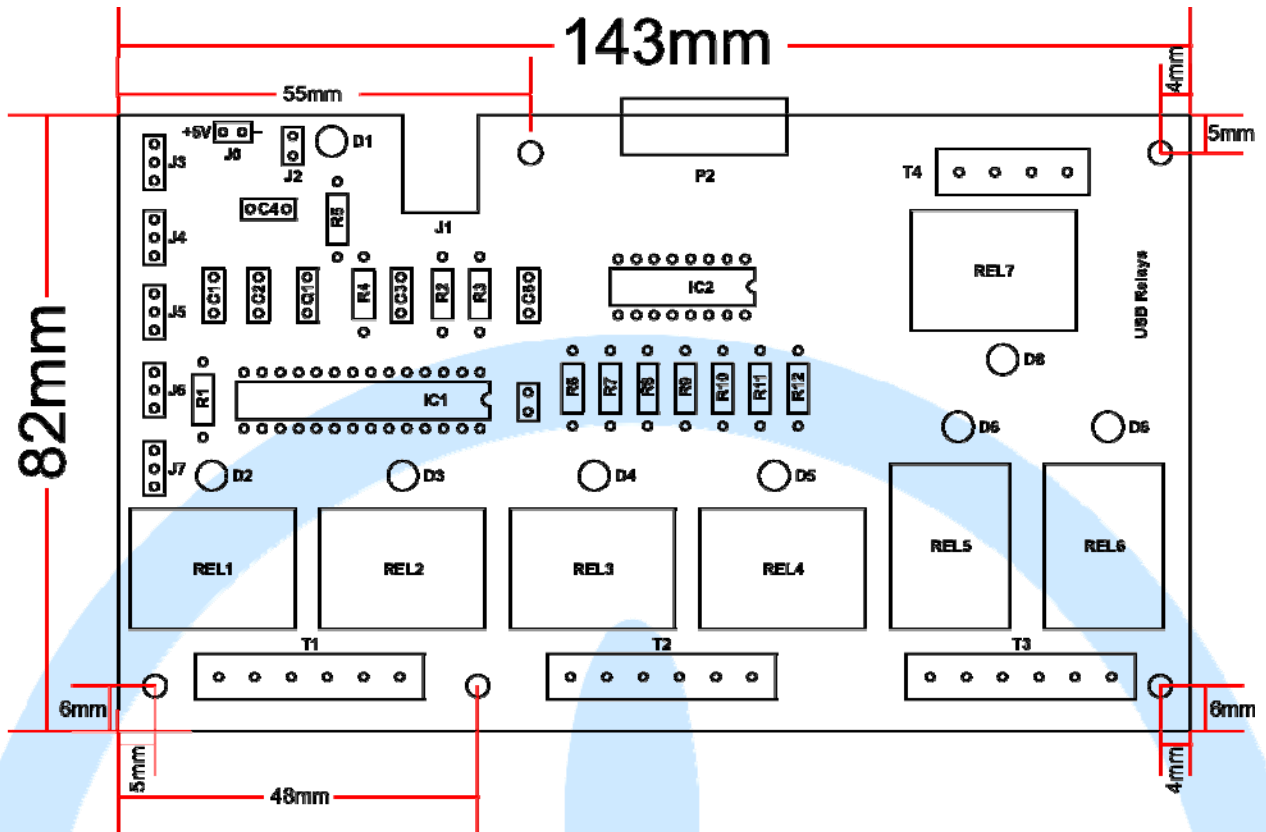 143mm
55mm
4mm
5mm
+5V
J0
J2
D1
J3
P2
T4
C4
R5
J1
J4
REL7
USB Relays
C1
C2
Q1
R4
C3
R2
R3
C5
IC2
J5
D8
J6
R1
IC1
R6
R7
R8
R9
R10
R11
R12
82mm
D6
D6
J7
D2
D3
D4
D5
REL1
REL2
REL3
REL4
REL5
REL6
T1
T2
T3
6mm
6mm
5mm
48mm
4mm